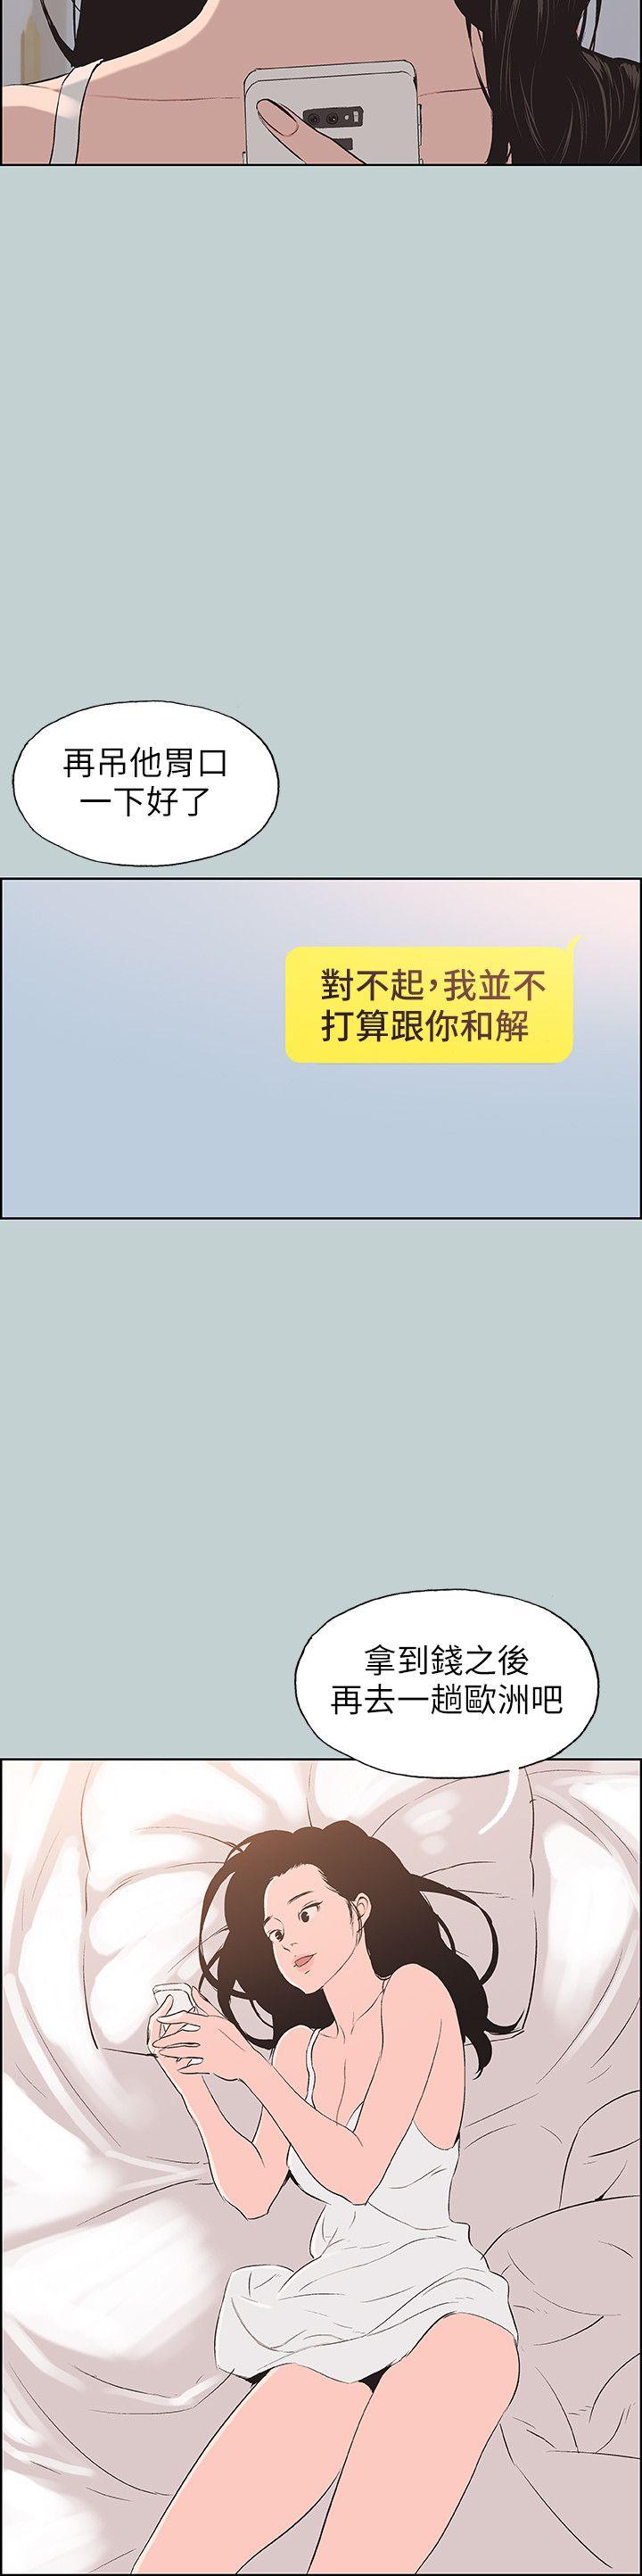 再吊他胃口
一下好了
對不起,我並不
打算跟你和解
拿到錢之後
再去一趟歐洲吧